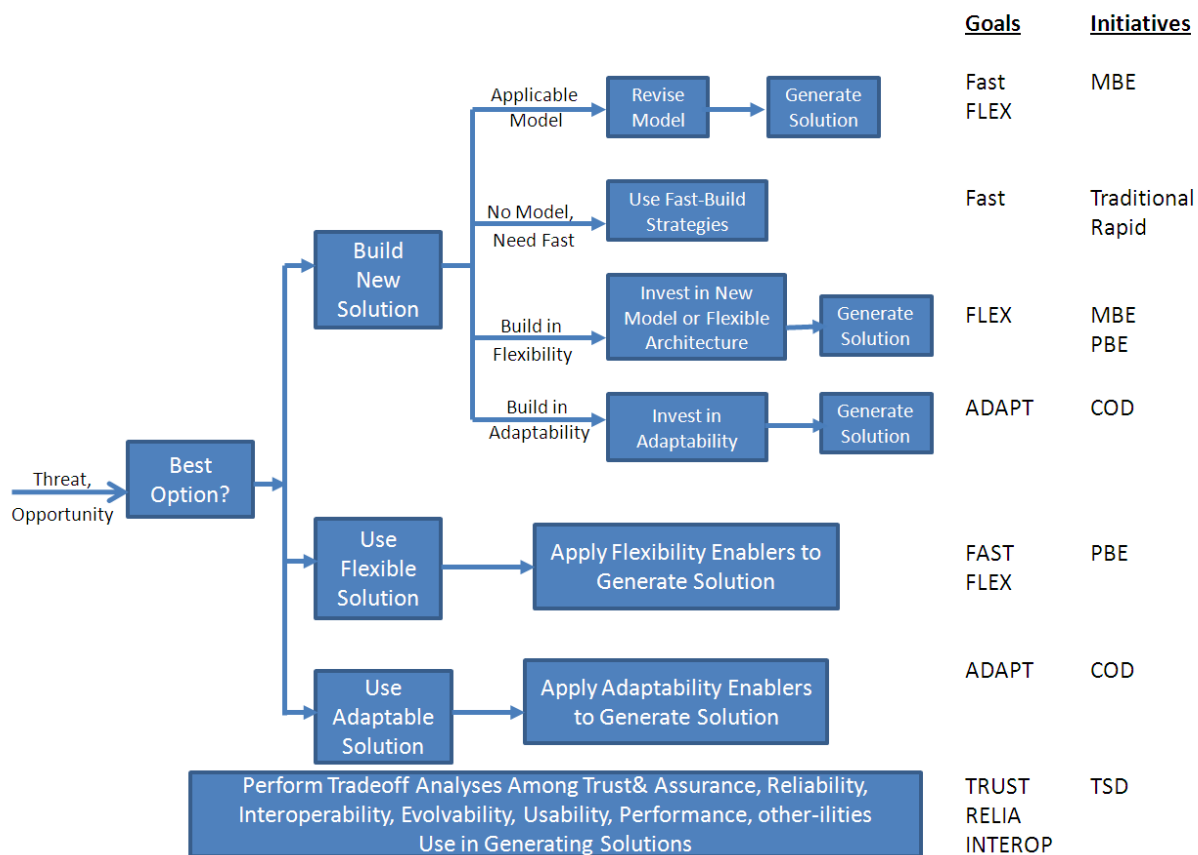 Goals Initiatives
Applicable
Model
Revise
Model
Generate
Solution
Fast
FLEX
MBE
No Model,
Need Fast
Use Fast-Build
Strategies
Fast
Traditional
Rapid
Build
New
Solution
Build in
Flexibility
Invest in New
Model or Flexible
Architecture
Generate
Solution
FLEX
MBE
PBE
Build in
Adaptability
Invest in
Adaptability
Generate
Solution
ADAPT
COD
Threat,
Opportunity
Best
Option?
Use
Flexible
Solution
Apply Flexibility Enablers to
Generate Solution
FAST
FLEX
PBE
Use
Adaptable
Solution
Apply Adaptability Enablers
to Generate Solution
ADAPT
COD
Perform Tradeoff Analyses Among Trust& Assurance, Reliability,
Interoperability, Evolvability, Usability, Performance, other-ilities
Use in Generating Solutions
TRUST
RELIA
INTEROP
TSD